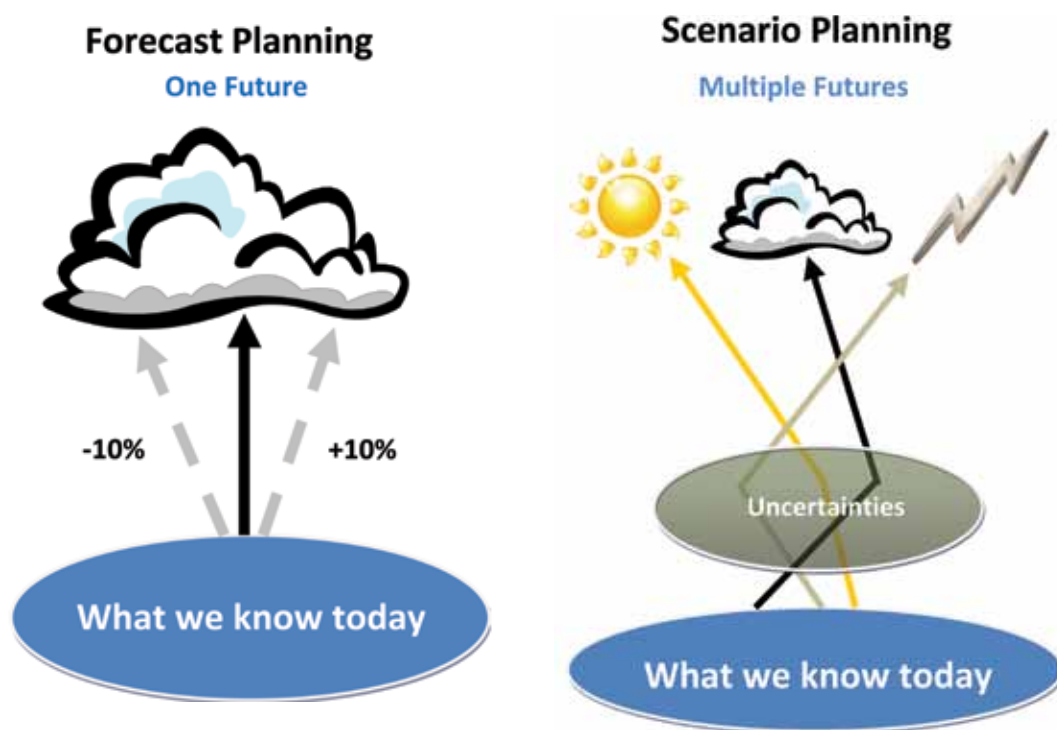 Forecast Planning
One Future
-10%
+10%
What we know today
Scenario Planning
Multiple Futures
Uncertainties
What we know today